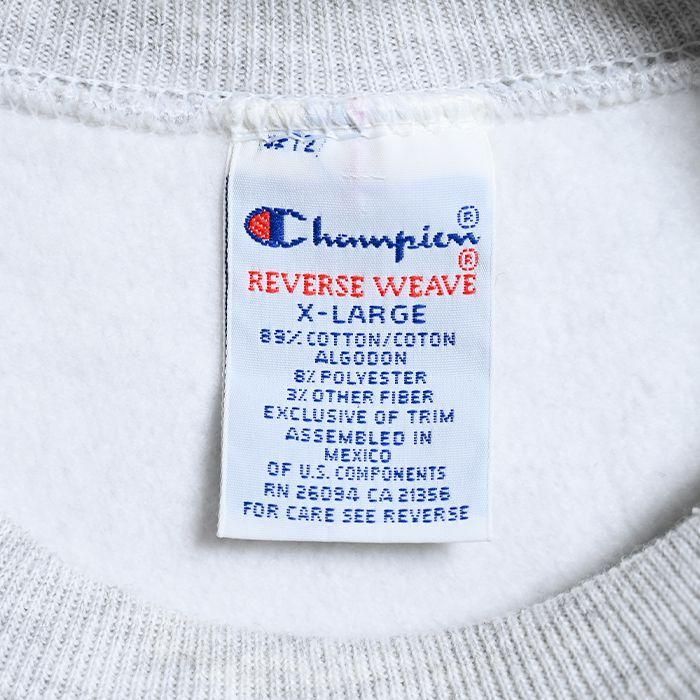 Champion®
REVERSE WEAVE®
X-LARGE
89% COTTON/COTON
ALGODON
8% POLYESTER
3% OTHER FIBER
EXCLUSIVE OF TRIM
ASSEMBLED IN
MEXICO
OF U.S. COMPONENTS
RN 26094 CA 21356
FOR CARE SEE REVERSE